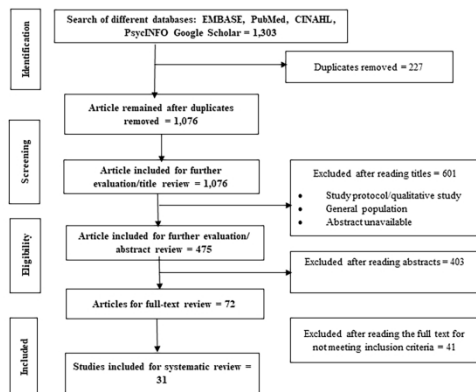 Identification
Search of different databases: EMBASE, PubMed, CINAHL,
PsycINFO Google Scholar = 1,303
Duplicates removed = 227
Article remained after duplicates
removed = 1,076
Screening
Article included for further
evaluation/title review = 1,076
Excluded after reading titles = 601
• Study protocol/qualitative study
• General population
• Abstract unavailable
Eligibility
Article included for further evaluation/
abstract review = 475
Excluded after reading abstracts = 403
Articles for full-text review = 72
Included
Excluded after reading the full text for
not meeting inclusion criteria = 41
Studies included for systematic review =
31